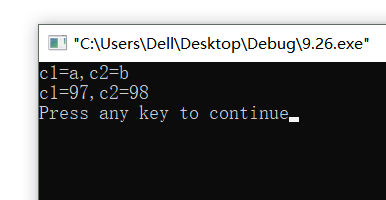 "C:\Users\Dell\Desktop\Debug\9.26.exe"
c1=a,c2=b
c1=97,c2=98
Press any key to continue